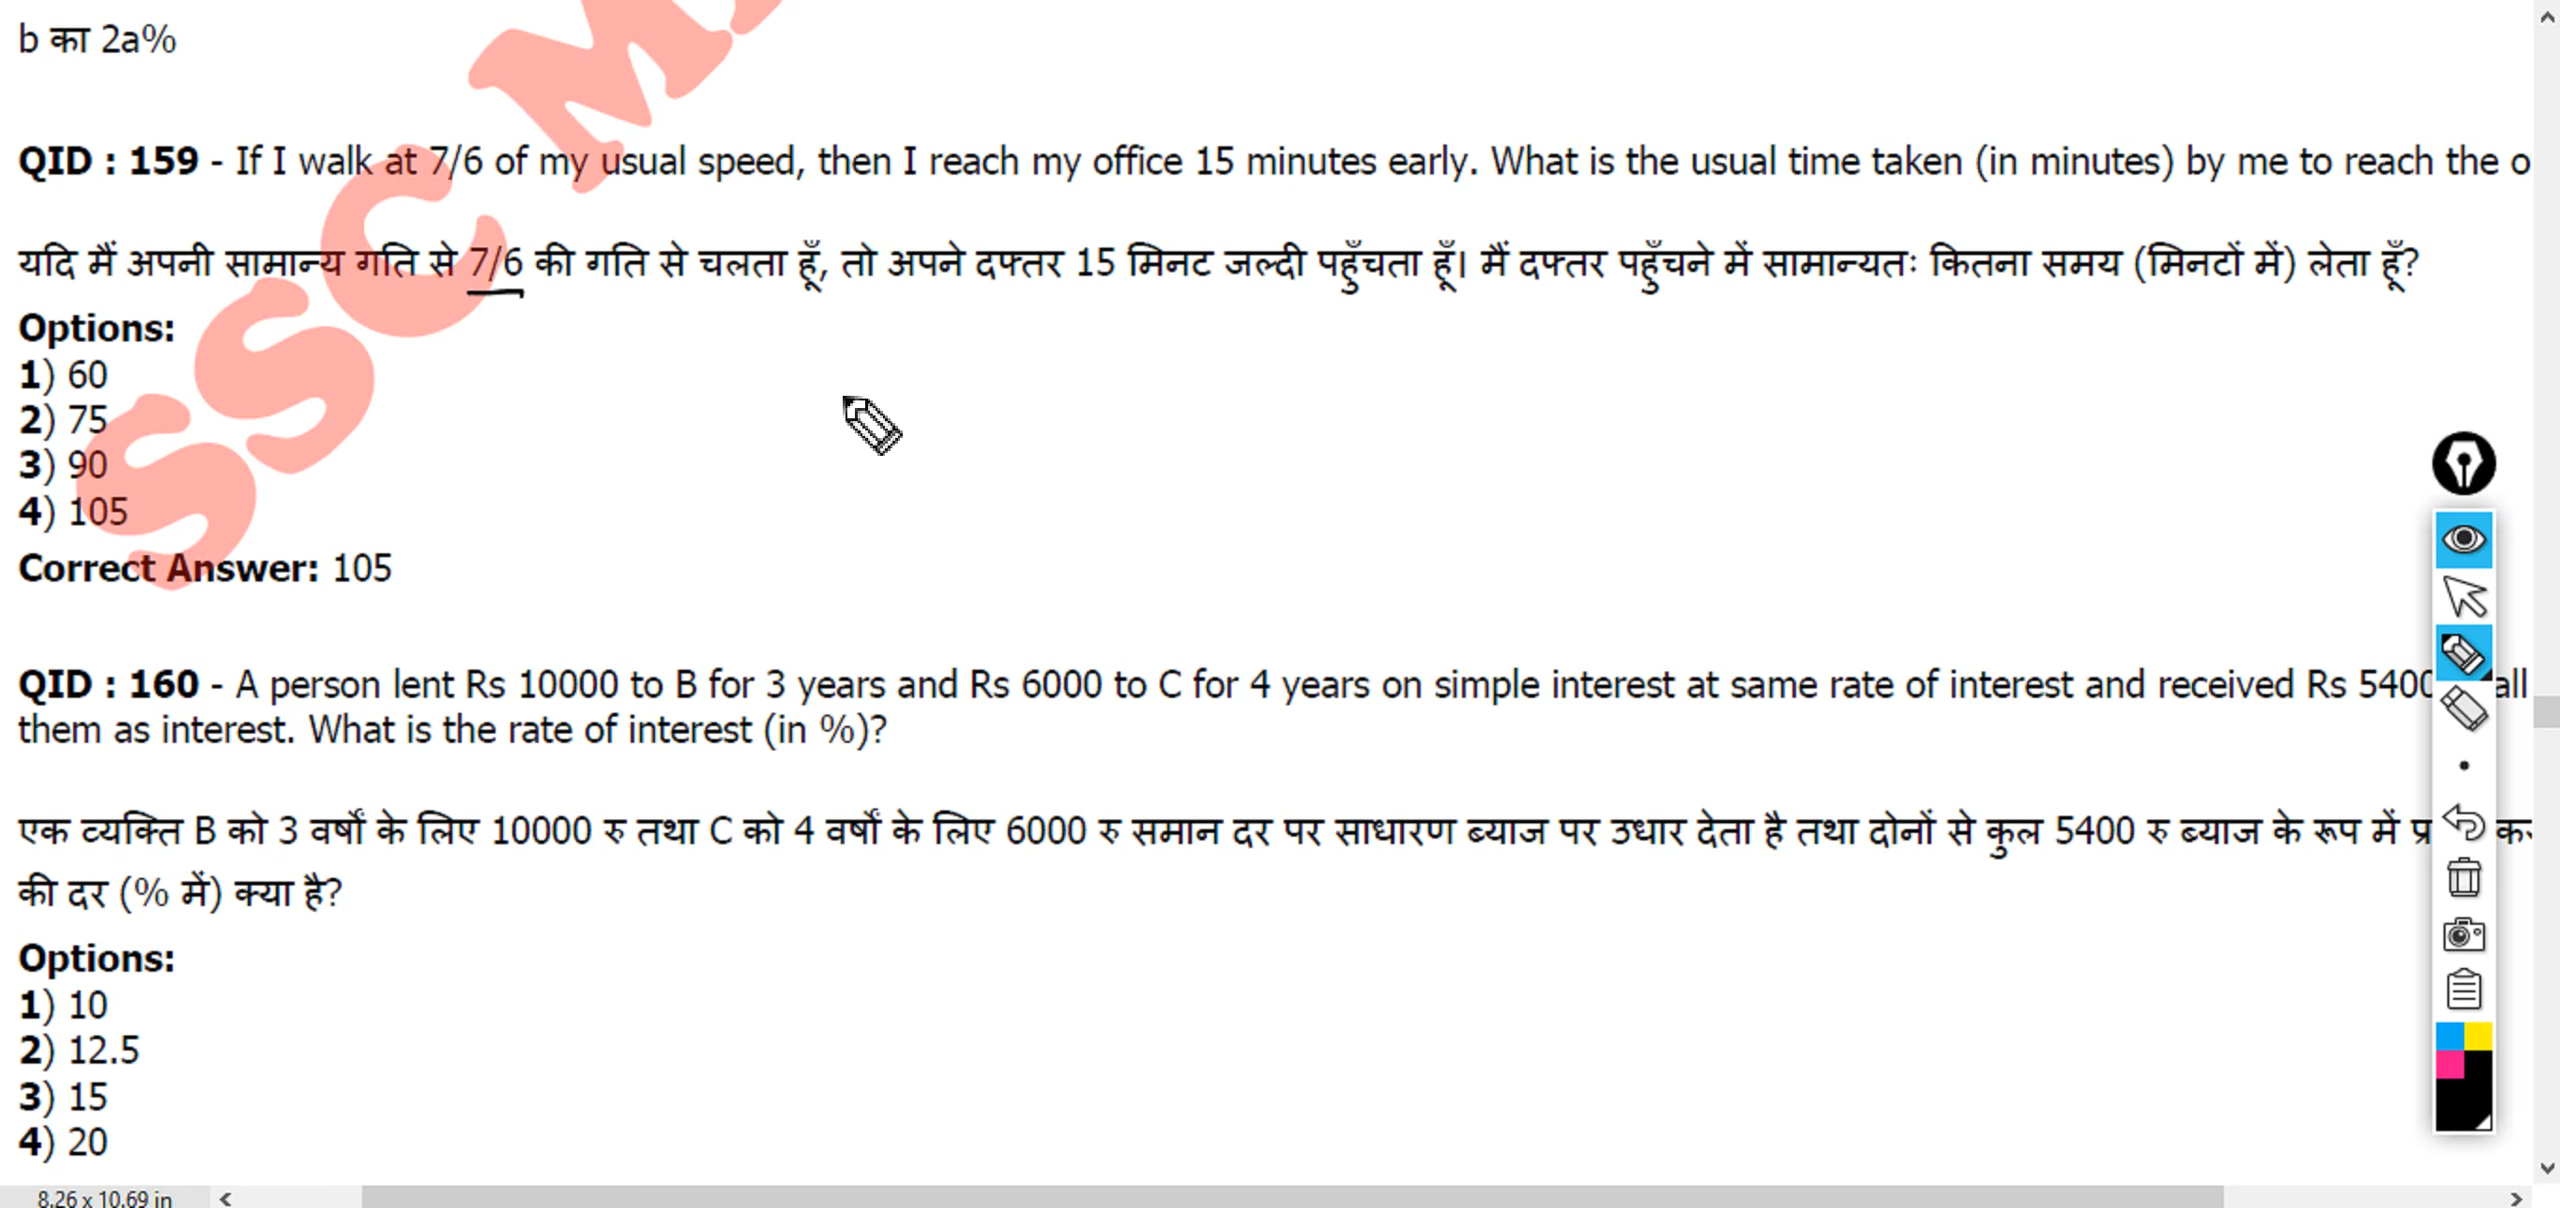 b का 2a%
QID : 159 - If I walk at 7/6 of my usual speed, then I reach my office 15 minutes early. What is the usual time taken (in minutes) by me to reach the o
यदि मैं अपनी सामान्य गति से 7/6 की गति से चलता हूँ, तो अपने दफ्तर 15 मिनट जल्दी पहुँचता हूँ। मैं दफ्तर पहुँचने में सामान्यतः कितना समय (मिनटों में) लेता हूँ?
Options:
1) 60
2) 75
3) 90
4) 105
Correct Answer: 105
QID : 160 - A person lent Rs 10000 to B for 3 years and Rs 6000 to C for 4 years on simple interest at same rate of interest and received Rs 5400 all
them as interest. What is the rate of interest (in %)?
एक व्यक्ति B को 3 वर्षों के लिए 10000 रु तथा C को 4 वर्षों के लिए 6000 रु समान दर पर साधारण ब्याज पर उधार देता है तथा दोनों से कुल 5400 रु ब्याज के रूप में प्र
की दर (% में) क्या है?
Options:
1) 10
2) 12.5
3) 15
4) 20
8.26 x 10.69 in
SSC M